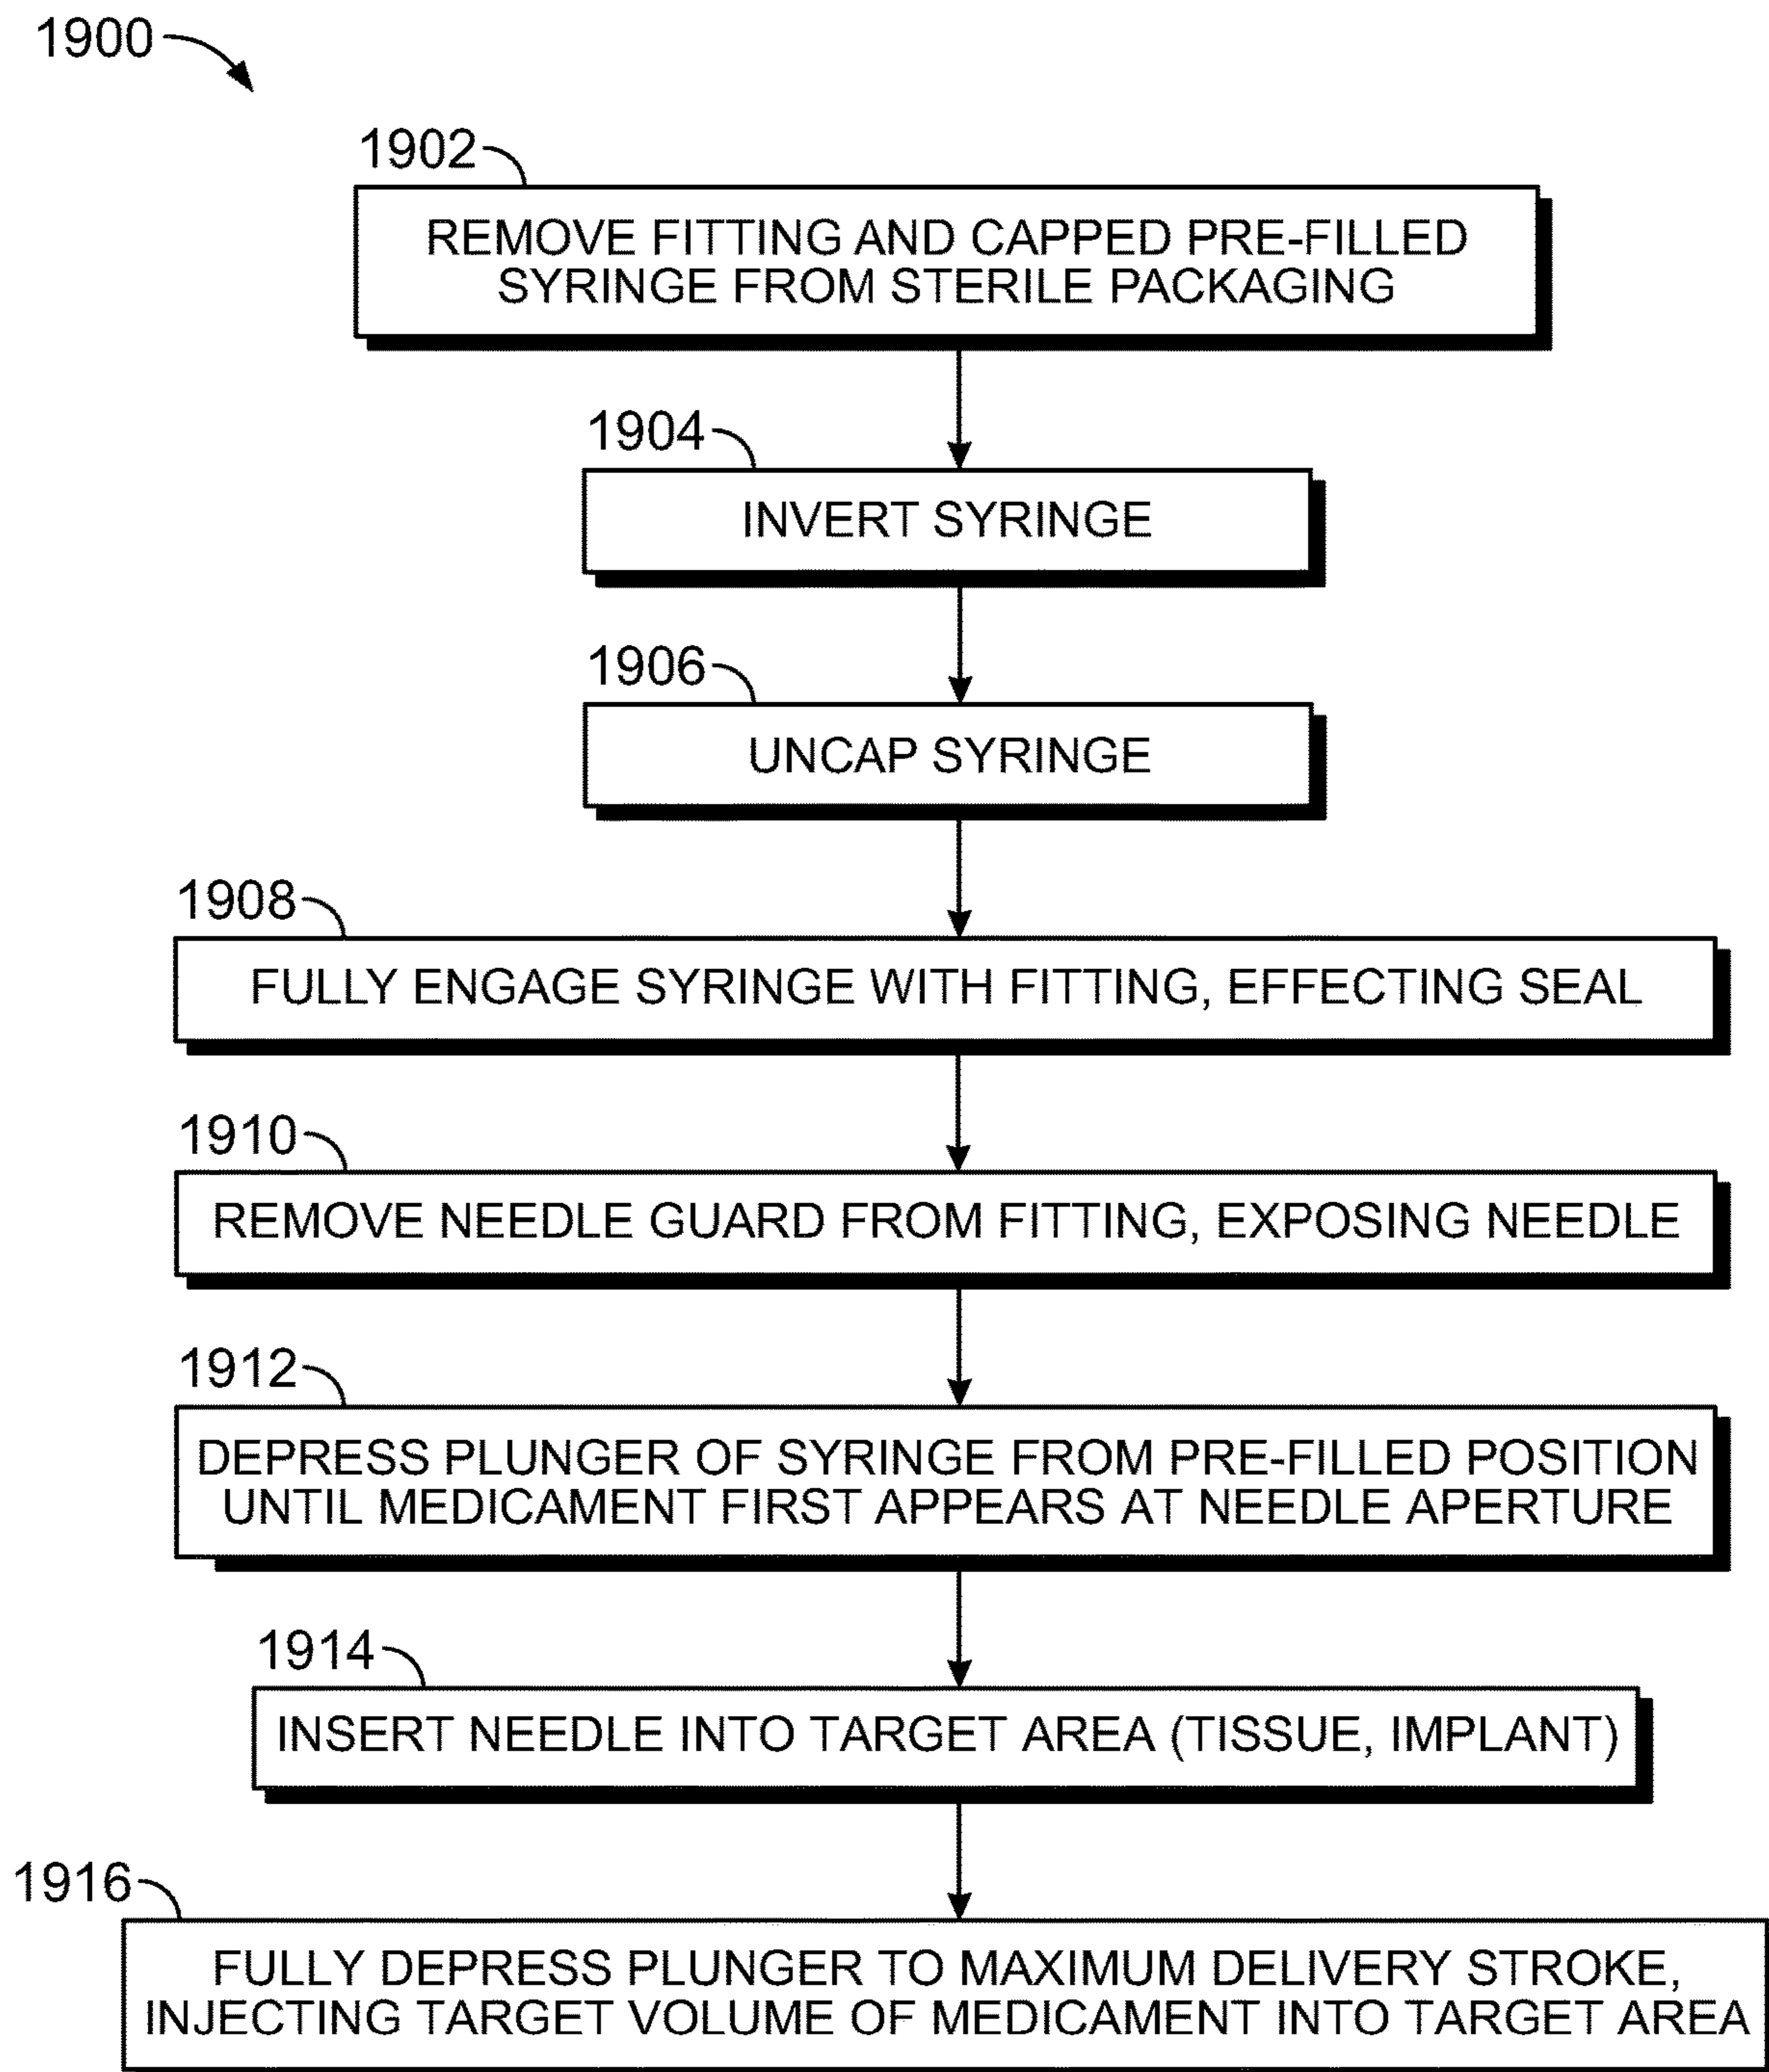 1900
1902
REMOVE FITTING AND CAPPED PRE-FILLED
SYRINGE FROM STERILE PACKAGING
1904
INVERT SYRINGE
1906
UNCAP SYRINGE
1908
FULLY ENGAGE SYRINGE WITH FITTING, EFFECTING SEAL
1910
REMOVE NEEDLE GUARD FROM FITTING, EXPOSING NEEDLE
1912
DEPRESS PLUNGER OF SYRINGE FROM PRE-FILLED POSITION
UNTIL MEDICAMENT FIRST APPEARS AT NEEDLE APERTURE
1914
INSERT NEEDLE INTO TARGET AREA (TISSUE, IMPLANT)
1916
FULLY DEPRESS PLUNGER TO MAXIMUM DELIVERY STROKE,
INJECTING TARGET VOLUME OF MEDICAMENT INTO TARGET AREA